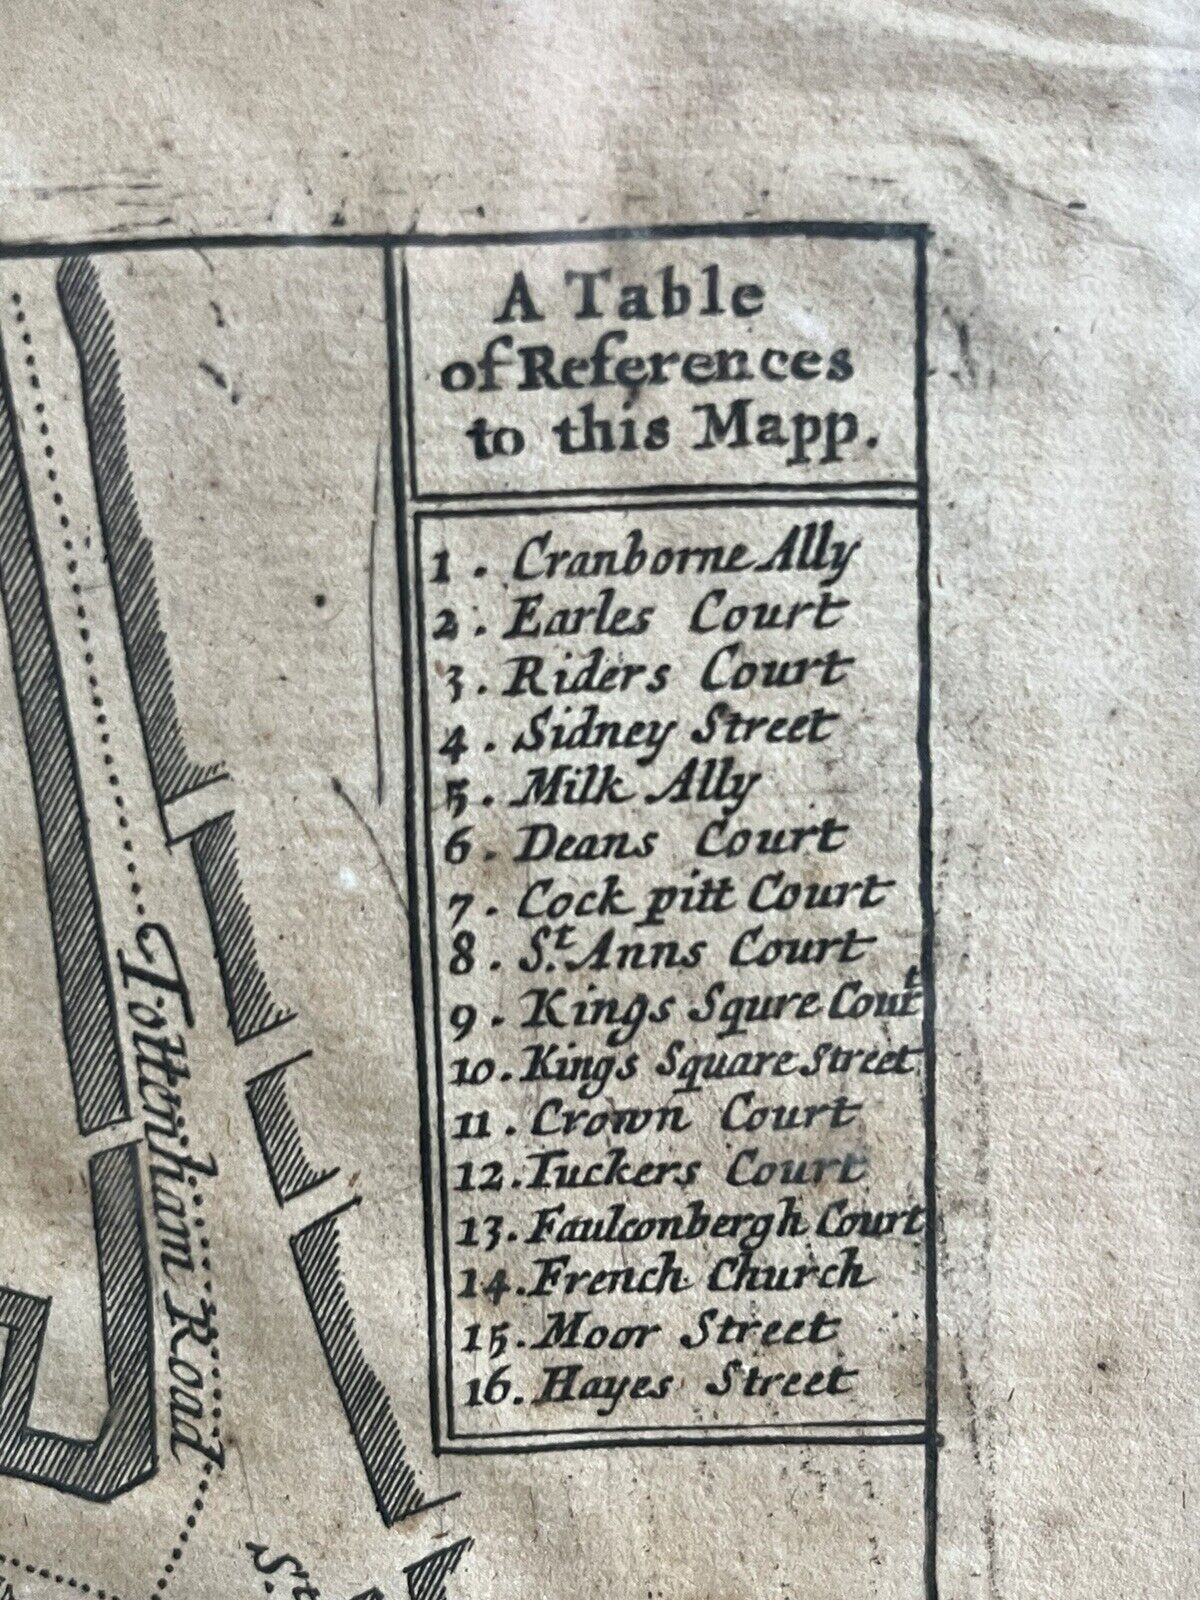 A Table
of References
to this Mapp.
1. Cranborne Ally
2. Earles Court
3. Riders Court
4. Sidney Street
5. Milk Ally
6. Deans Court
7. Cock pitt Court
8. St. Anns Court
9. Kings Squre Court
10. Kings Square Street
11. Crown Court
12. Tuckers Court
13. Faulconbergh Court
14. French Church
15. Moor Street
16. Hayes Street
Tottenham Road
St.